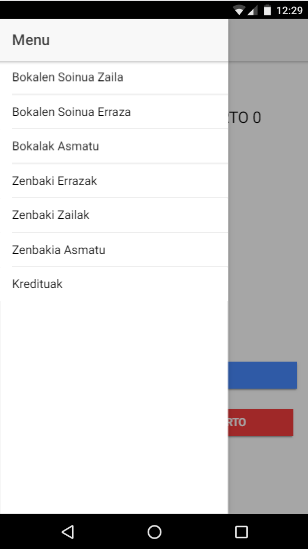 12:29
Menu
Bokalen Soinua Zaila
RTO 0
Bokalen Soinua Erraza
Bokalak Asmatu
Zenbaki Errazak
Zenbaki Zailak
Zenbakia Asmatu
Kredituak
RTO